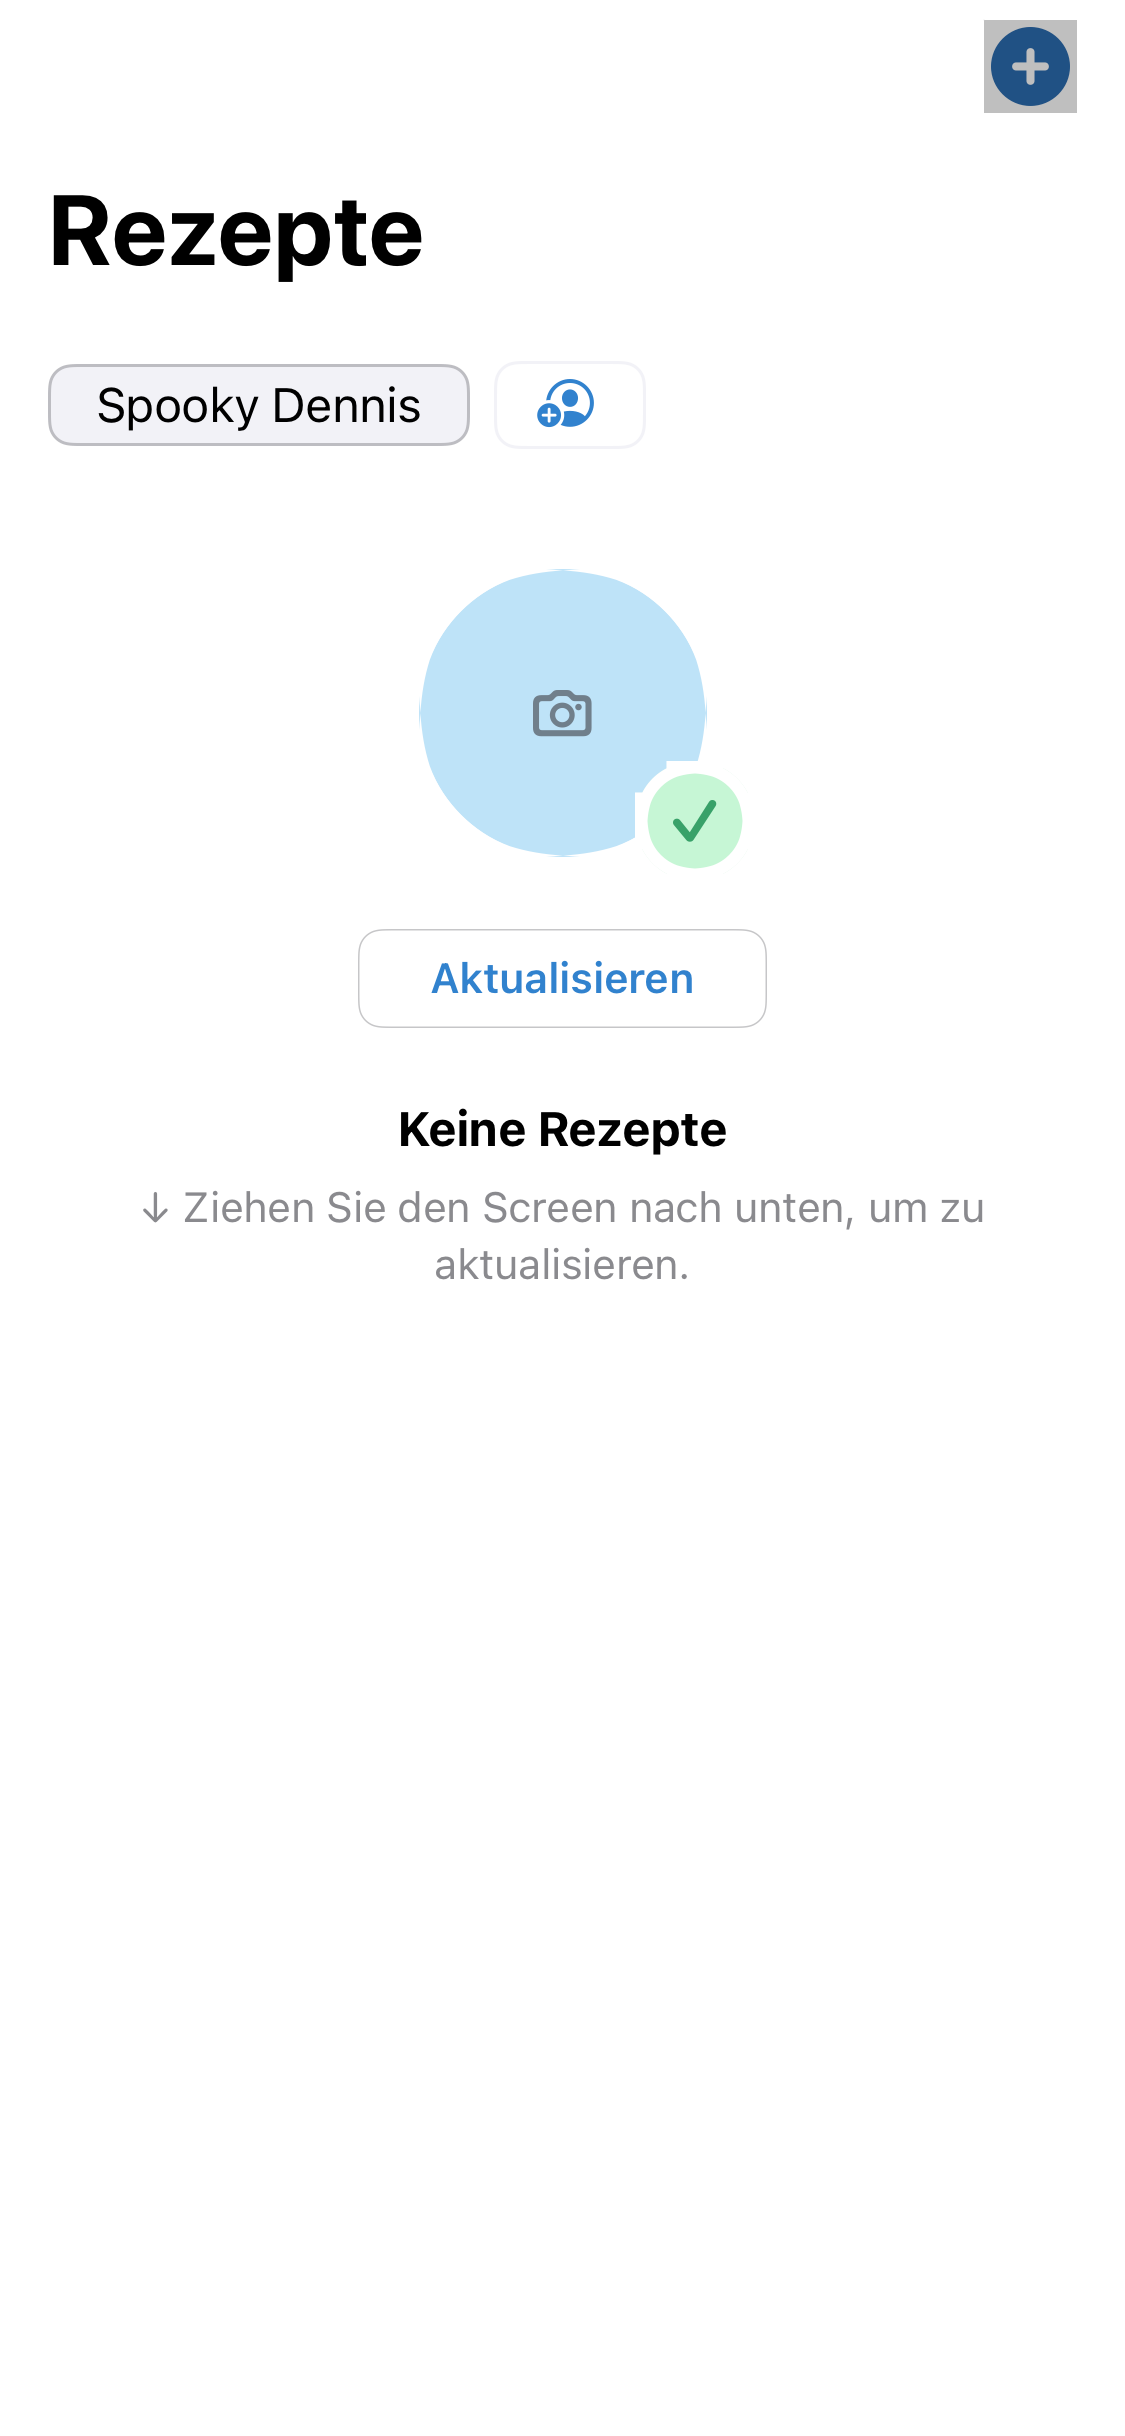 Rezepte
Spooky Dennis
Aktualisieren
Keine Rezepte
↓ Ziehen Sie den Screen nach unten, um zu
aktualisieren.